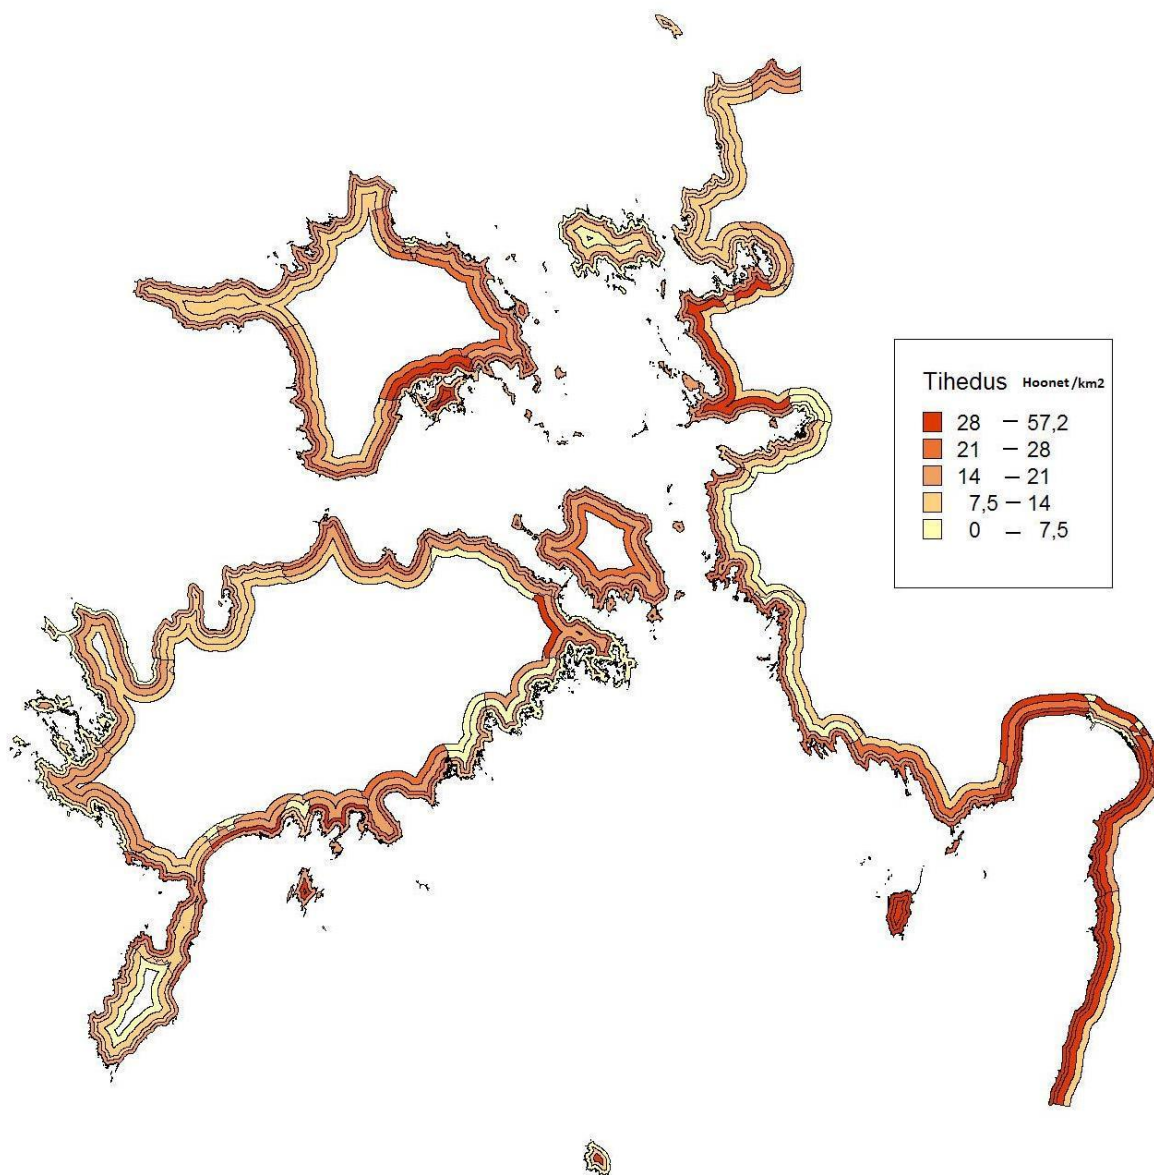 Tihedus Hoonet/km2
28 – 57,2
21 – 28
14 – 21
7,5 – 14
0 – 7,5